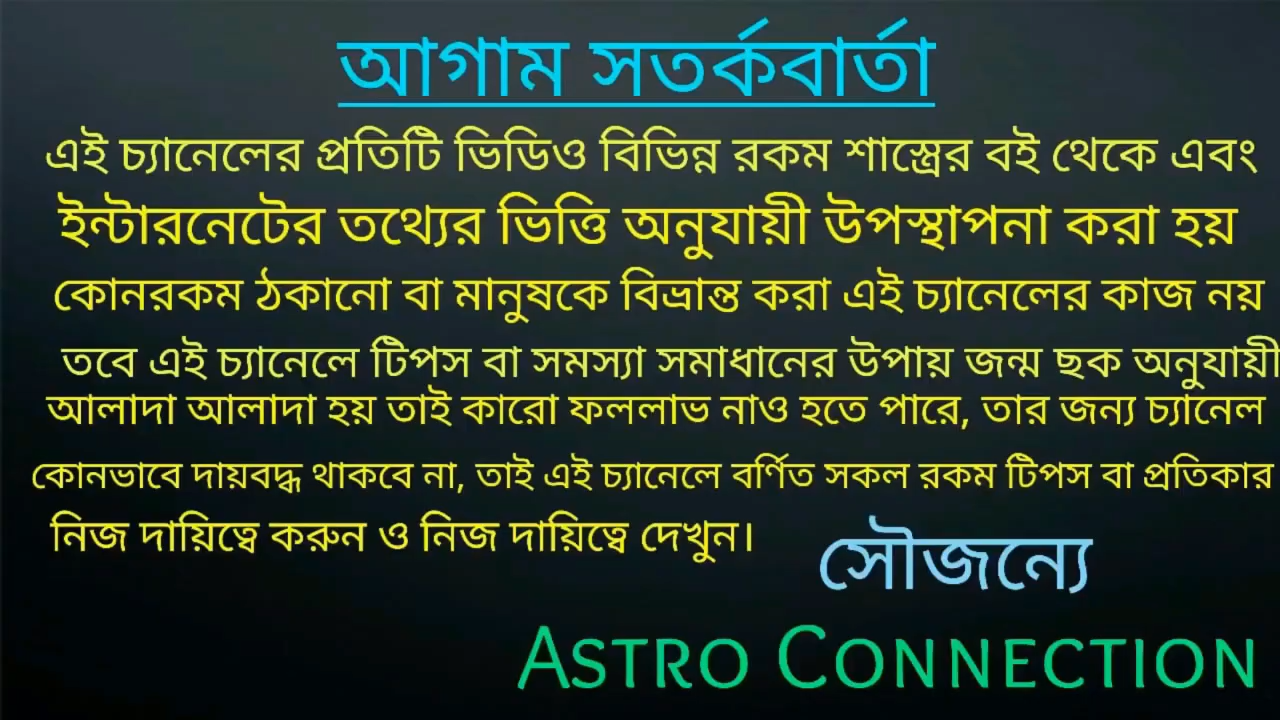 আগাম সতর্কবার্তা
এই চ্যানেলের প্রতিটি ভিডিও বিভিন্ন রকম শাস্ত্রের বই থেকে এবং
ইন্টারনেটের তথ্যের ভিত্তি অনুযায়ী উপস্থাপনা করা হয়
কোনরকম ঠকানো বা মানুষকে বিভ্রান্ত করা এই চ্যানেলের কাজ নয়
তবে এই চ্যানেলে টিপস বা সমস্যা সমাধানের উপায় জন্ম ছক অনুযায়ী
আলাদা আলাদা হয় তাই কারো ফললাভ নাও হতে পারে, তার জন্য চ্যানেল
কোনভাবে দায়বদ্ধ থাকবে না, তাই এই চ্যানেলে বর্ণিত সকল রকম টিপস বা প্রতিকার
নিজ দায়িত্বে করুন ও নিজ দায়িত্বে দেখুন।
সৌজন্যে
ASTRO CONNECTION